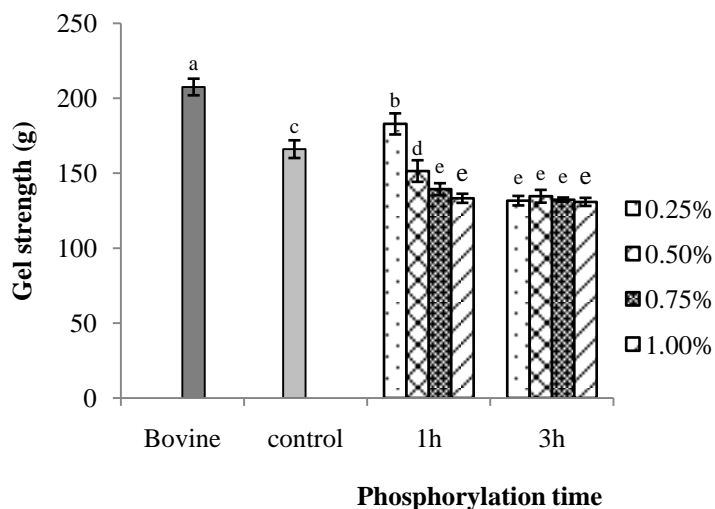 Gel strength (g)
250
200
150
100
50
0
a
c
b
d
e
e
e
e
e
e
Bovine
control
1h
3h
Phosphorylation time
0.25%
0.50%
0.75%
1.00%